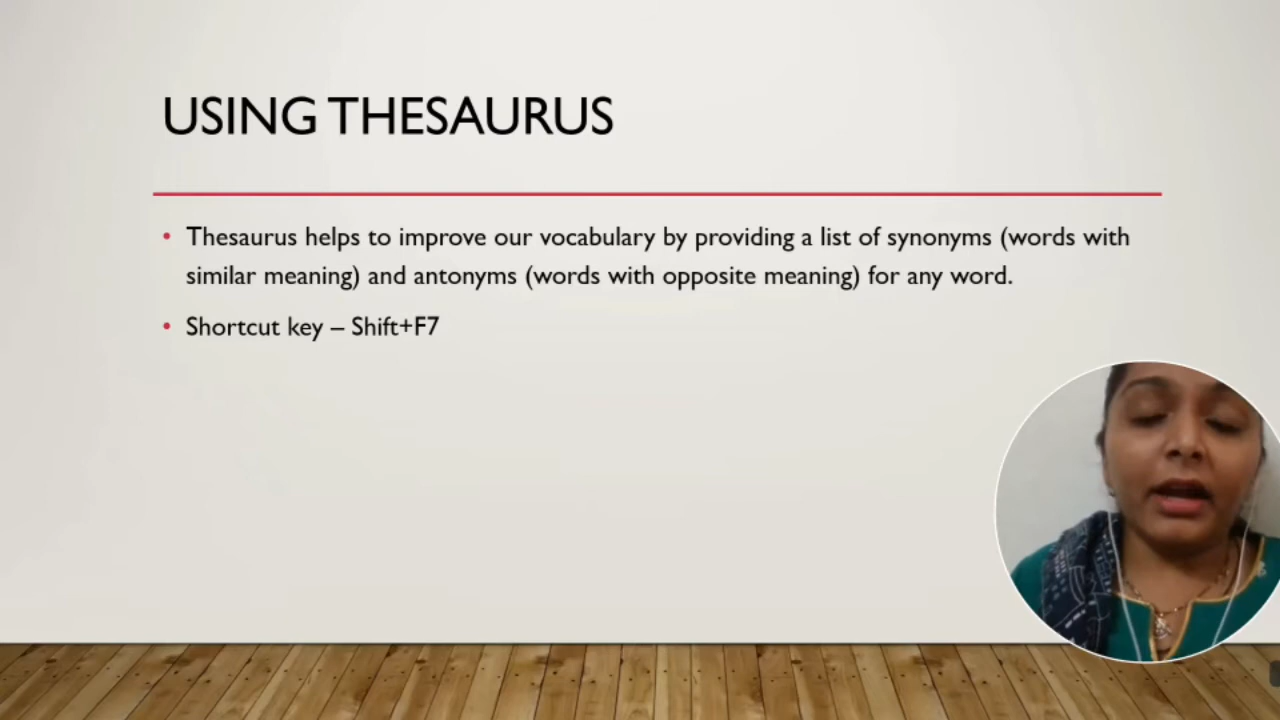 USING THESAURUS
• Thesaurus helps to improve our vocabulary by providing a list of synonyms (words with
similar meaning) and antonyms (words with opposite meaning) for any word.
• Shortcut key – Shift+F7